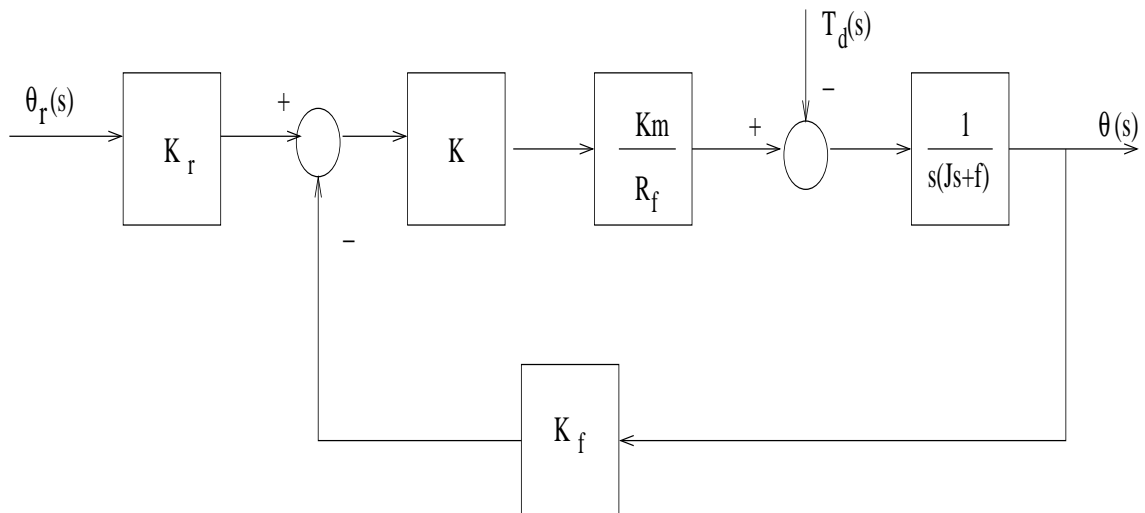 T_d(s)
θ_r(s)
+
−
Km
+
1
θ(s)
K_r
K
R_f
s(Js+f)
−
K_f